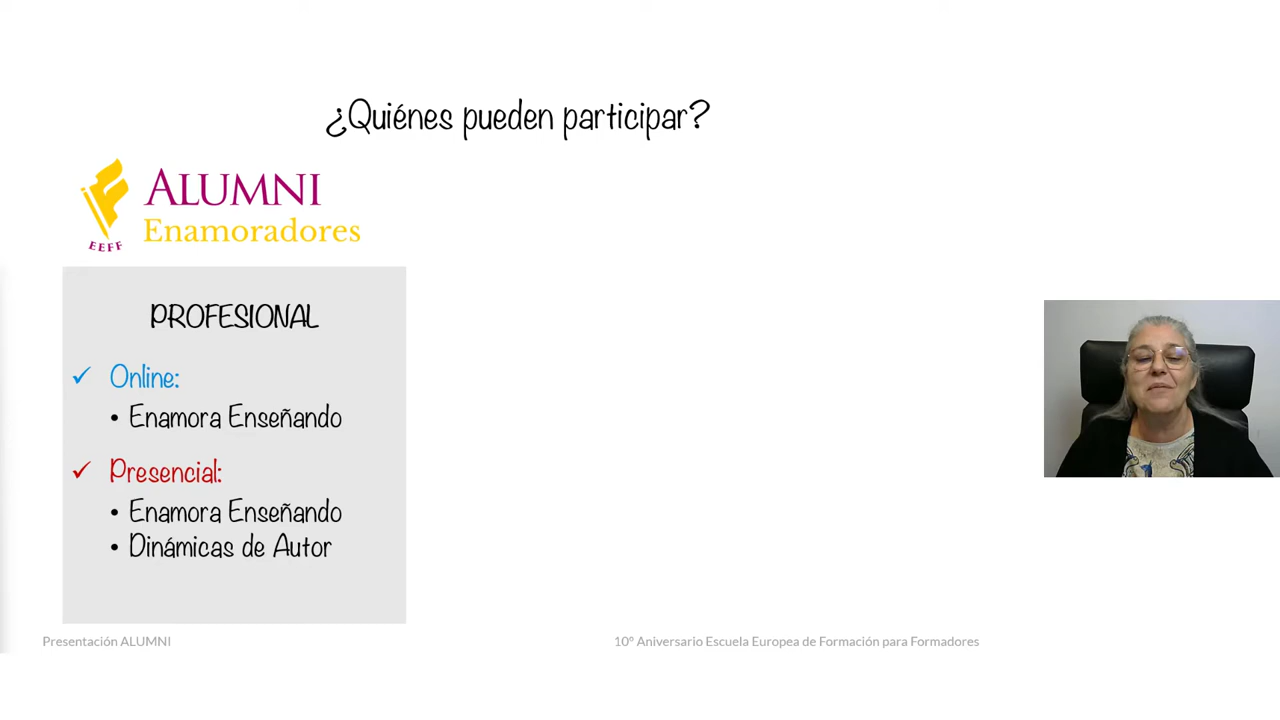 ¿Quiénes pueden participar?
ALUMNI
Enamoradores
EEFF
PROFESIONAL
✓ Online:
• Enamora Enseñando
✓ Presencial:
• Enamora Enseñando
• Dinámicas de Autor
Presentación ALUMNI
10º Aniversario Escuela Europea de Formación para Formadores